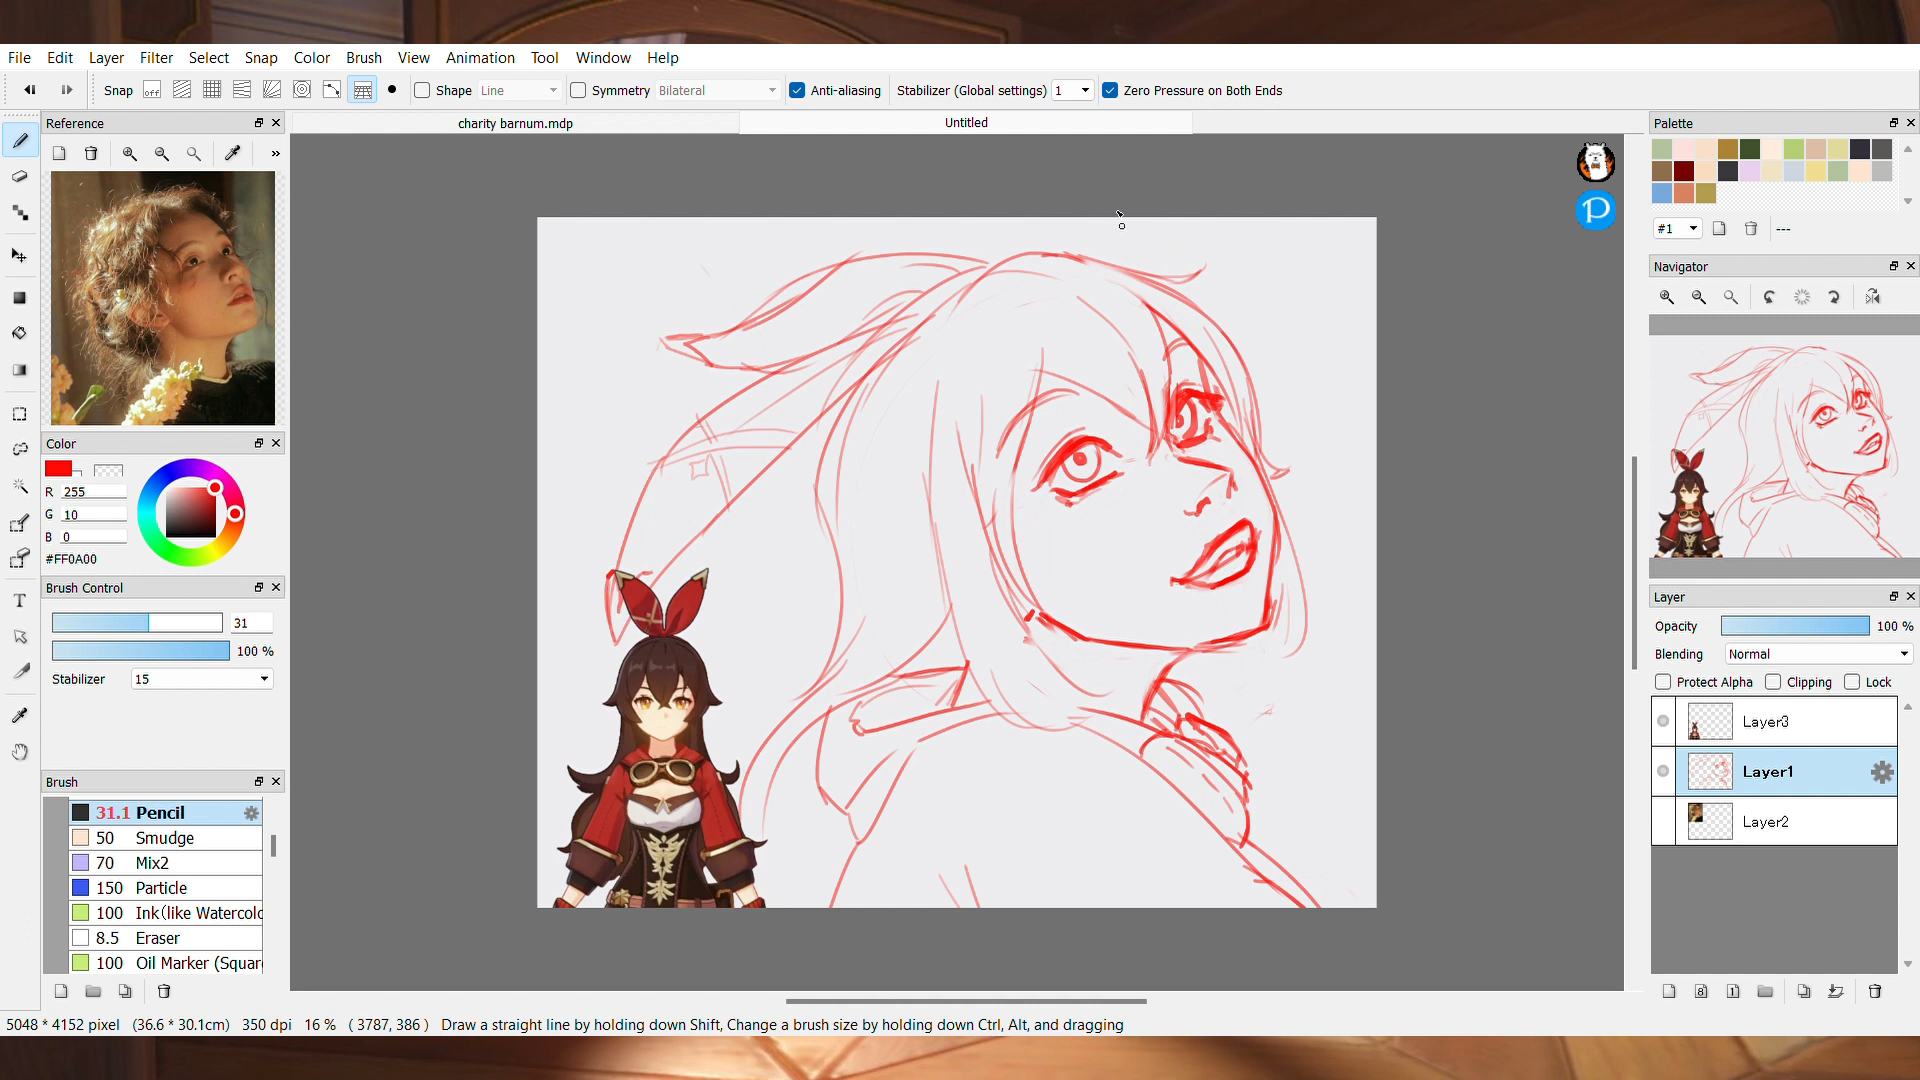 File Edit Layer Filter Select Snap Color Brush View Animation Tool Window Help
Snap off Shape Line Symmetry Bilateral Anti-aliasing Stabilizer (Global settings) 1 Zero Pressure on Both Ends
Reference
charity barnum.mdp
Untitled
Palette
#1
---
P
Navigator
Color
R 255
G 10
B 0
#FF0A00
Brush Control
31
100 %
Stabilizer 15
Brush
31.1 Pencil
50 Smudge
70 Mix2
150 Particle
100 Ink(like Watercolo
8.5 Eraser
100 Oil Marker (Squar
T
Layer
Opacity 100 %
Blending Normal
Protect Alpha Clipping Lock
Layer3
Layer1
Layer2
8 1
5048 * 4152 pixel (36.6 * 30.1cm) 350 dpi 16 % ( 3787, 386 ) Draw a straight line by holding down Shift, Change a brush size by holding down Ctrl, Alt, and dragging